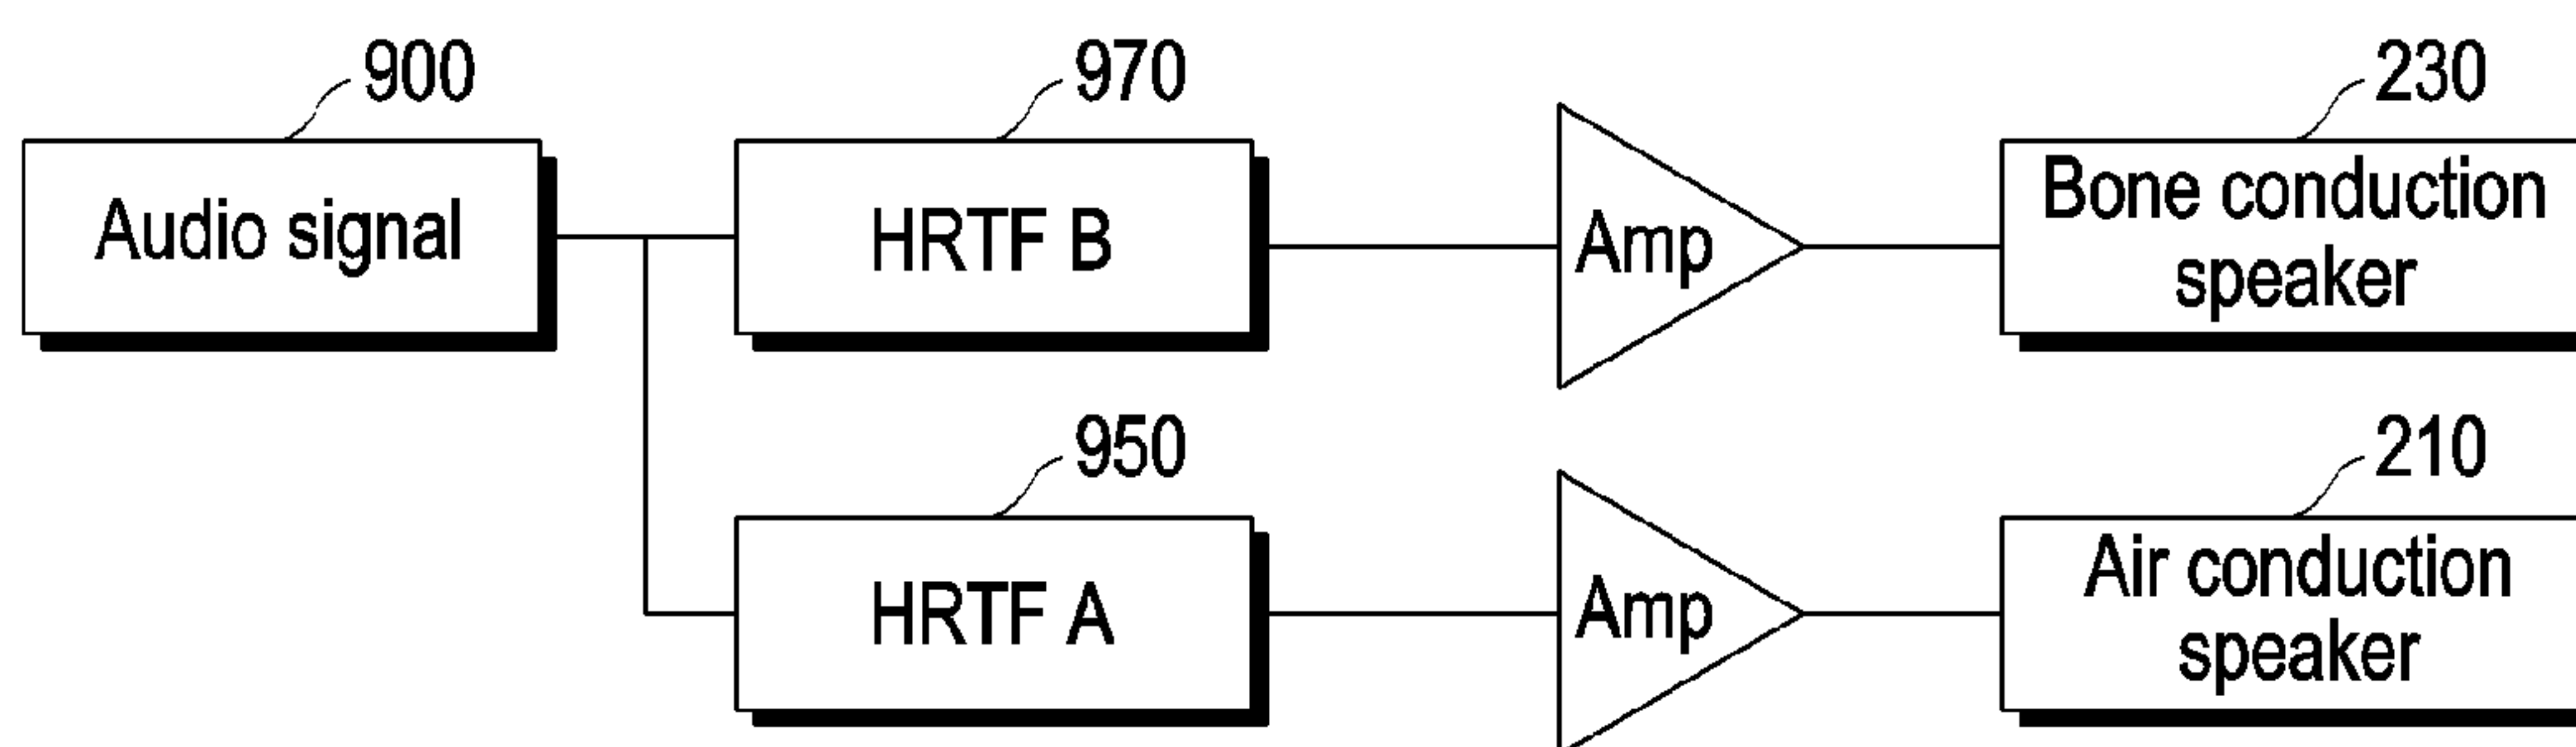 900
970
230
Audio signal
HRTF B
Amp
Bone conduction
speaker
950
210
HRTF A
Amp
Air conduction
speaker